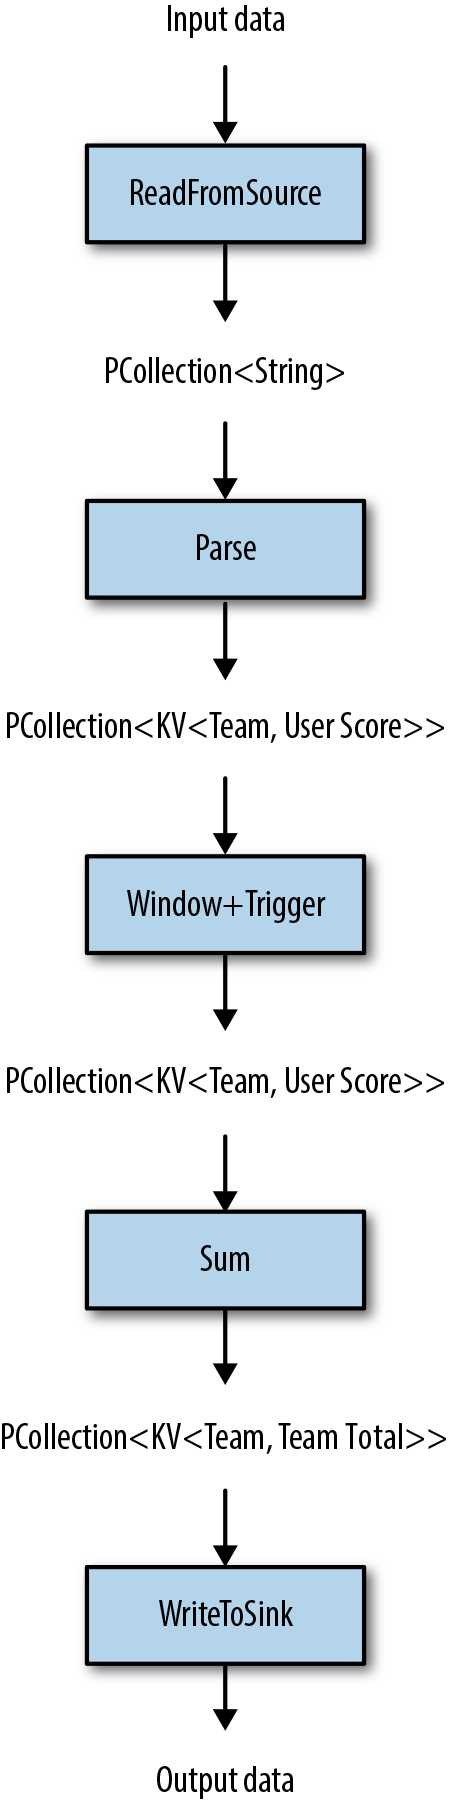 Input data
ReadFromSource
PCollection<String>
Parse
PCollection<KV<Team, User Score>>
Window+Trigger
PCollection<KV<Team, User Score>>
Sum
PCollection<KV<Team, Team Total>>
WriteToSink
Output data